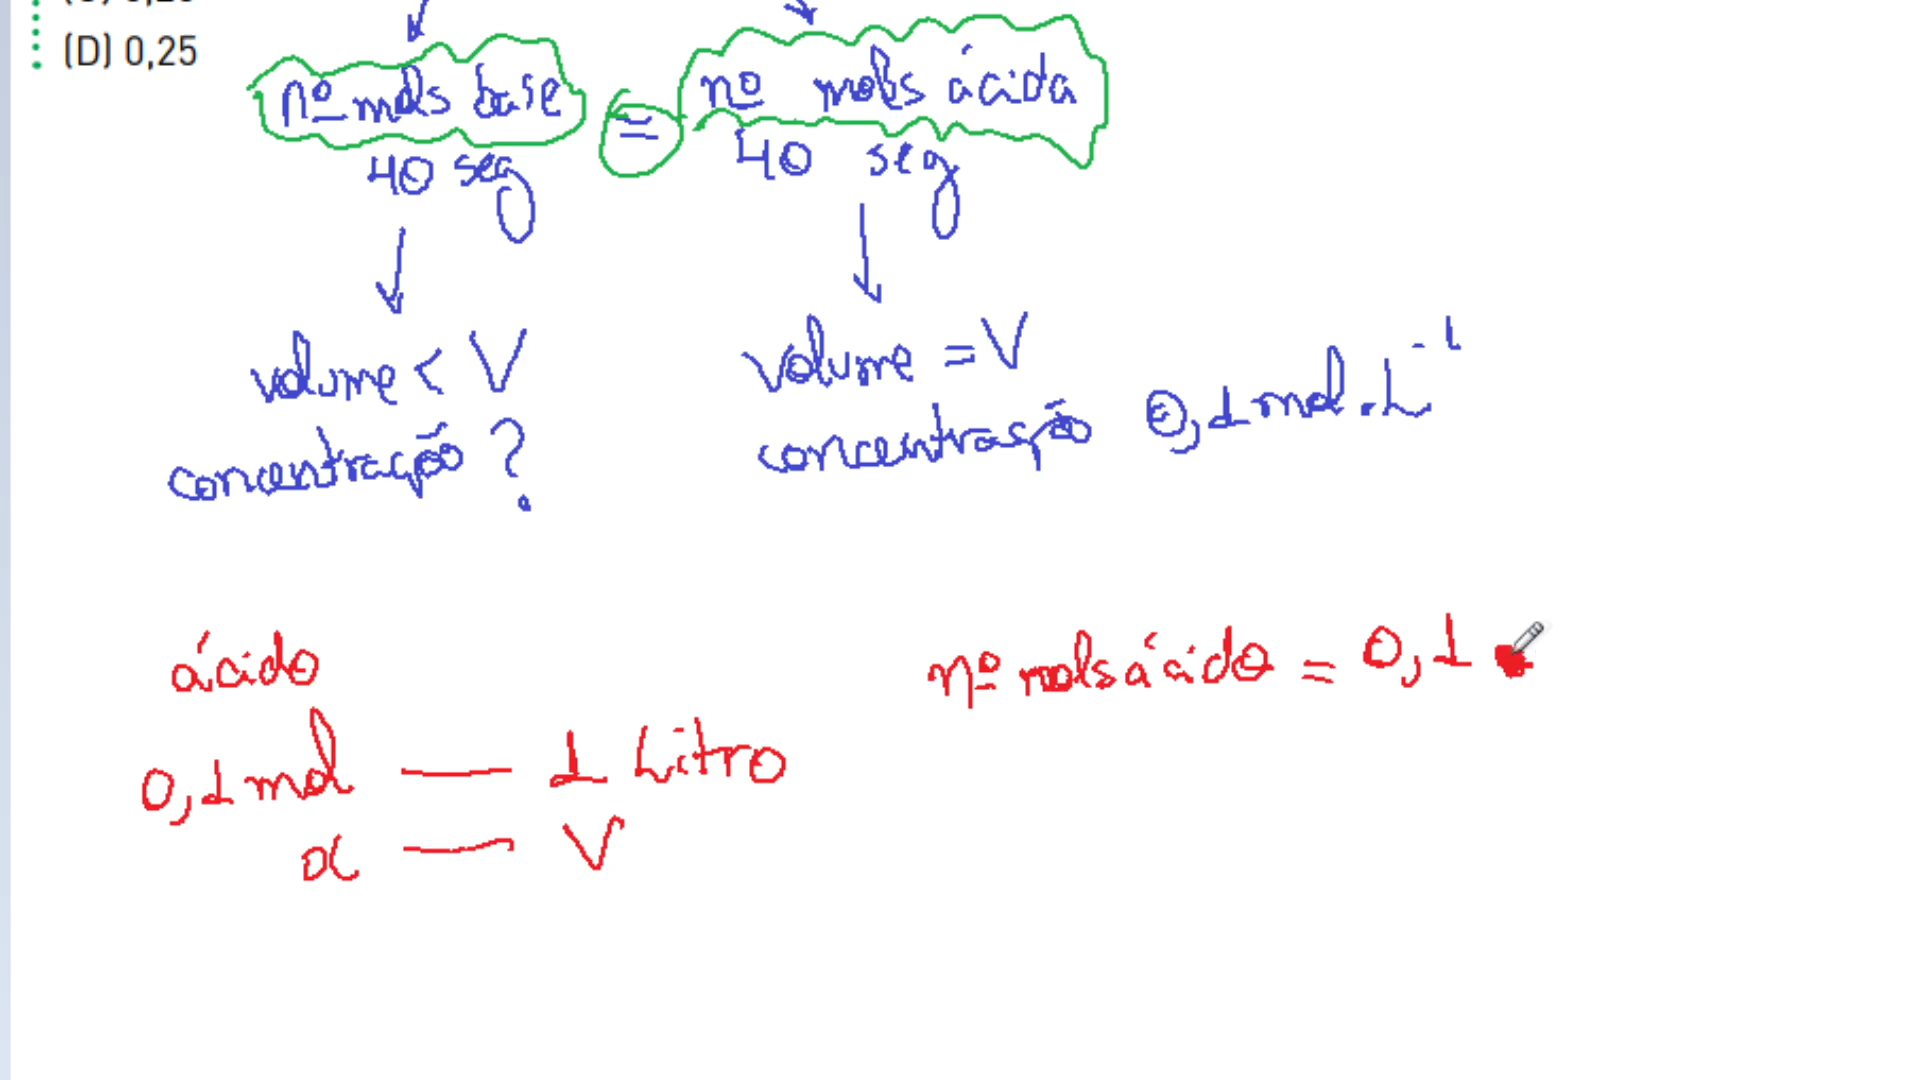 (D) 0,25
nº mols base = nº mols ácida
40 seg 40 seg
volume < V volume = V
concentração ? concentração 0,1 mol.L⁻¹
ácido
nº mols ácido = 0,1 •
0,1 mol — 1 Litro
x — V